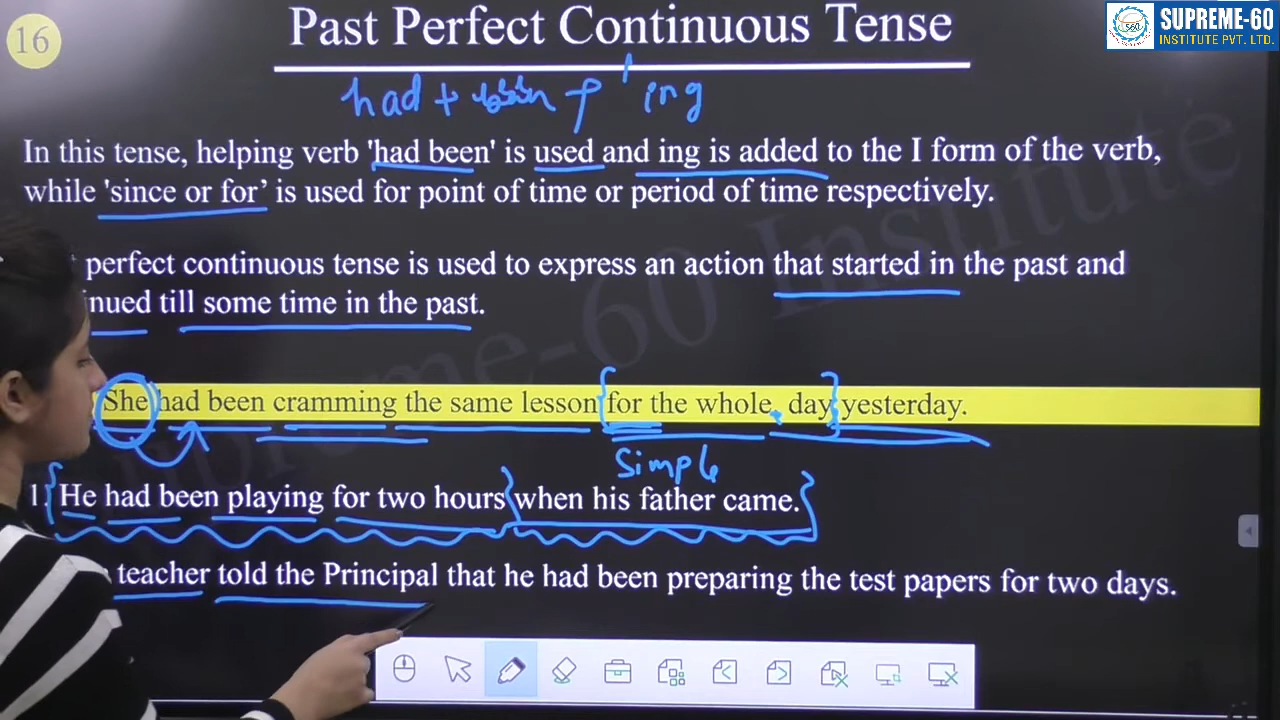 16
Past Perfect Continuous Tense
SUPREME-60
INSTITUTE PVT. LTD.
had + been + ing
In this tense, helping verb 'had been' is used and ing is added to the I form of the verb,
while 'since or for' is used for point of time or period of time respectively.
perfect continuous tense is used to express an action that started in the past and
nued till some time in the past.
She had been cramming the same lesson for the whole day yesterday.
Simple
1 He had been playing for two hours when his father came.
teacher told the Principal that he had been preparing the test papers for two days.
Supreme-60 Institute